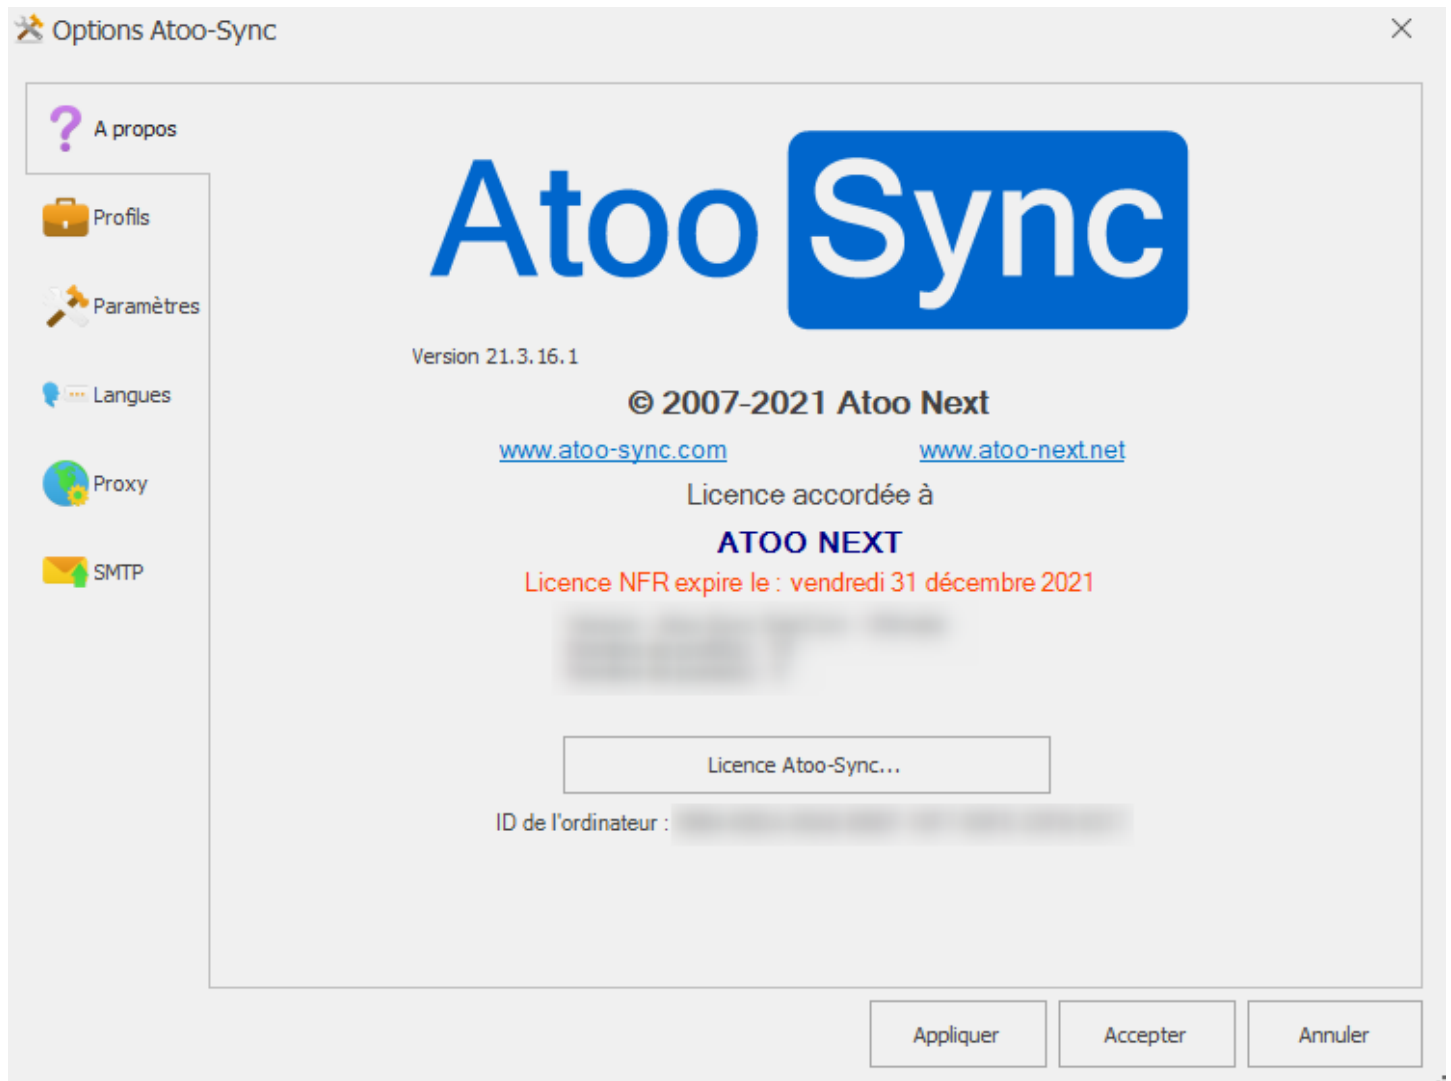 Options Atoo-Sync
A propos
Profils
Paramètres
Langues
Proxy
SMTP
Atoo Sync
Version 21.3.16.1
© 2007-2021 Atoo Next
www.atoo-sync.com www.atoo-next.net
Licence accordée à
ATOO NEXT
Licence NFR expire le : vendredi 31 décembre 2021
Licence Atoo-Sync...
ID de l'ordinateur :
Appliquer Accepter Annuler